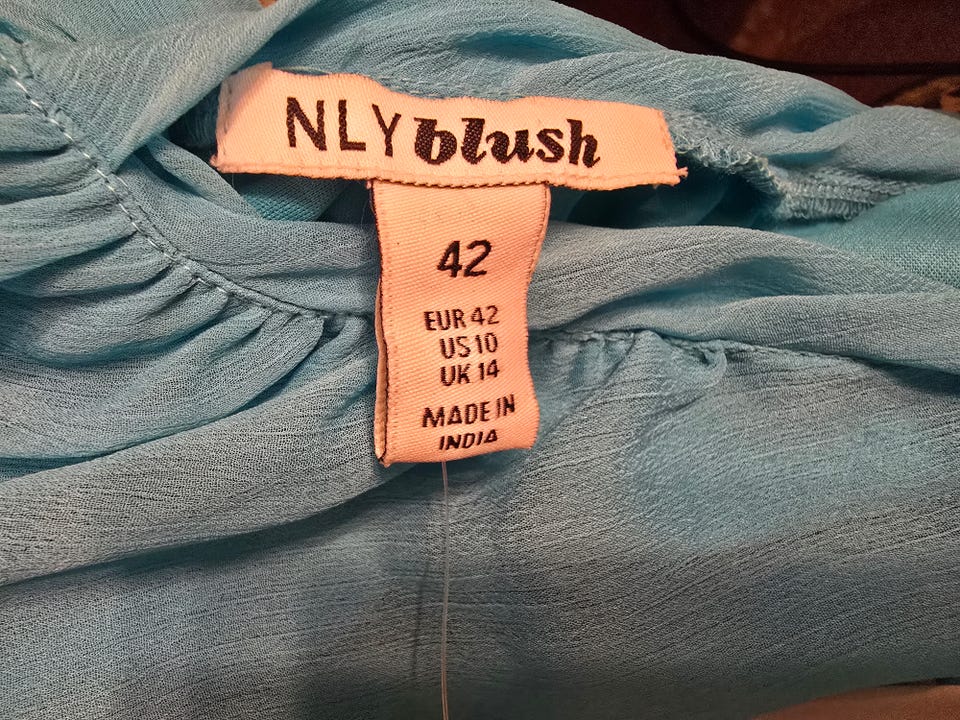 NLY blush
42
EUR 42
US 10
UK 14
MADE IN
INDIA